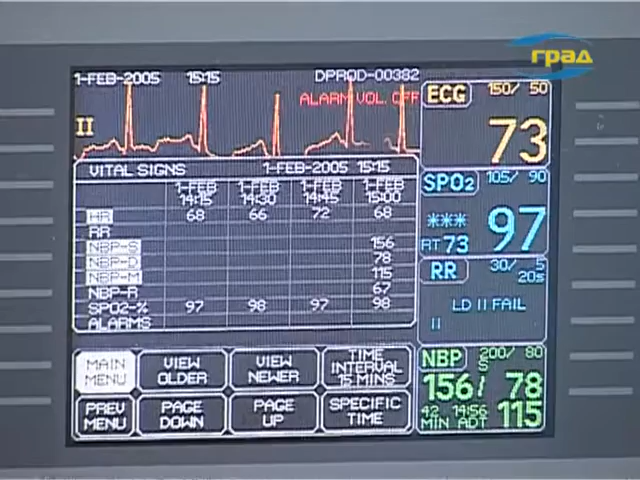 град
1-FEB-2005 15:15 DPROD-00382
ALARM VOL. OFF
II
ECG 150/ 50
73
VITAL SIGNS 1-FEB-2005 15:15
1-FEB 1-FEB 1-FEB 1-FEB
14:15 14:30 14:45 15:00
HR 68 66 72 68
RR
NBP-S 156
NBP-D 78
NBP-M 115
NBP-R 67
SPO2-% 97 98 97 98
ALARMS
SPO2 105/ 90
*** 97
RT 73
RR 30/ 5
20s
LD II FAIL
II
NBP 200/ 80
S
156/ 78
42 14:56 115
MIN ADT
MAIN MENU
VIEW OLDER
VIEW NEWER
TIME INTERVAL 15 MINS
PREV MENU
PAGE DOWN
PAGE UP
SPECIFIC TIME